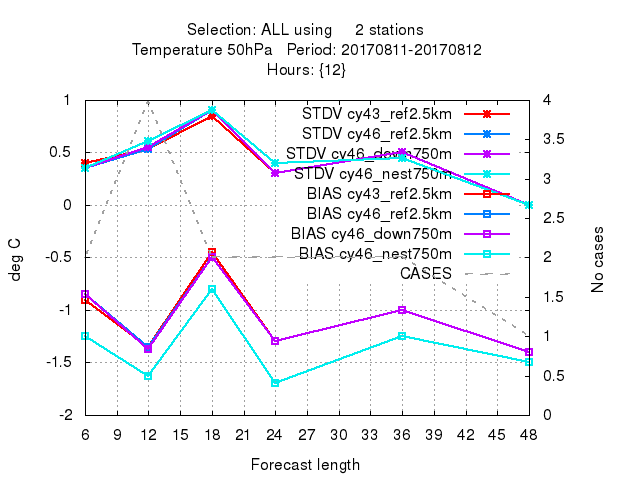 Selection: ALL using 2 stations
Temperature 50hPa Period: 20170811-20170812
Hours: {12}
1 4
STDV cy43_ref2.5km
STDV cy46_ref2.5km
3.5
0.5 STDV cy46_down750m
STDV cy46_nest750m
3
BIAS cy43_ref2.5km
0
BIAS cy46_ref2.5km
2.5
BIAS cy46_down750m
deg C
No cases
-0.5 BIAS cy46_nest750m 2
CASES
1.5
-1
1
-1.5
0.5
-2 0
6 9 12 15 18 21 24 27 30 33 36 39 42 45 48
Forecast length